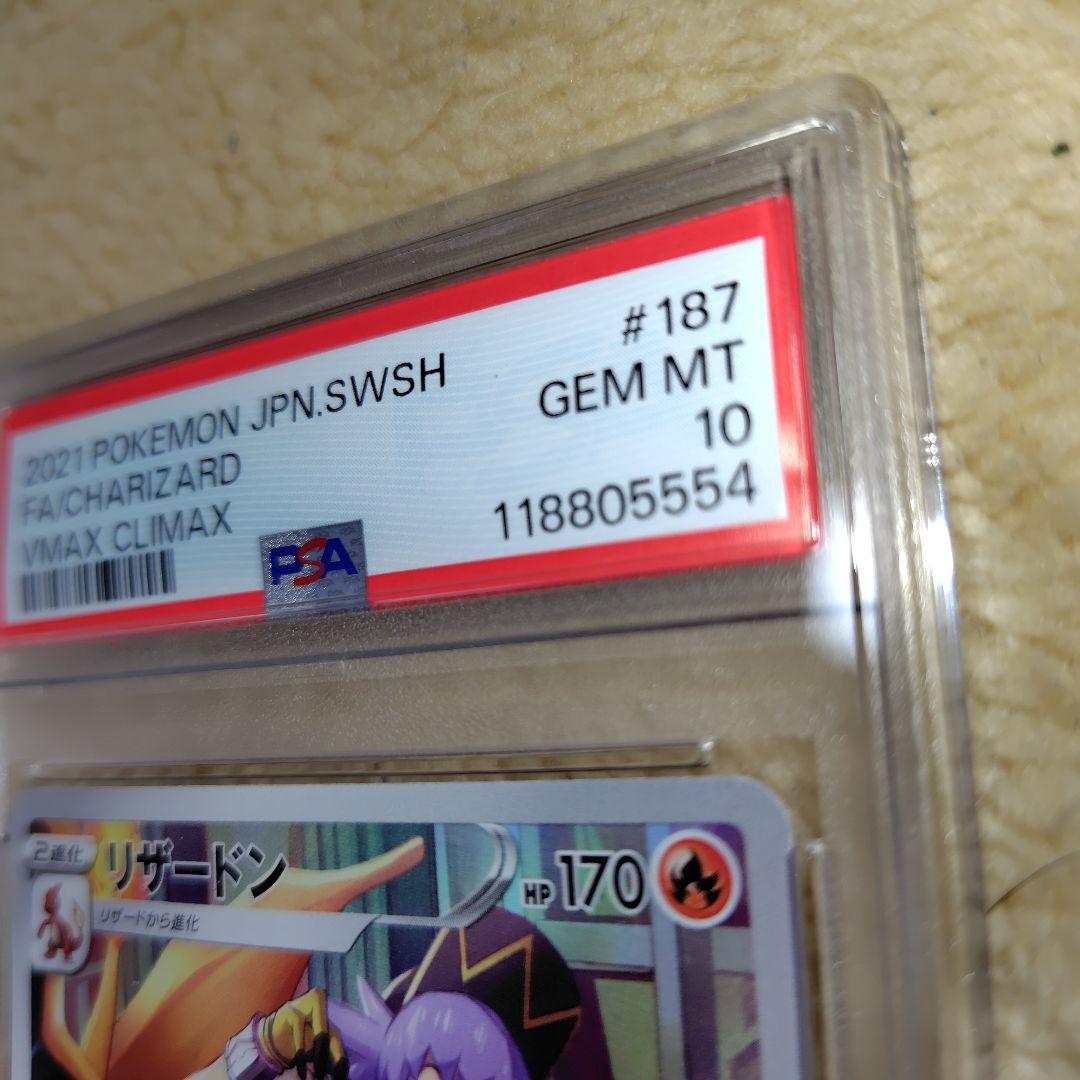 2021 POKEMON JPN.SWSH
#187
FA/CHARIZARD
GEM MT
VMAX CLIMAX
10
118805554
PSA
2進化
リザードン
HP 170
リザードから進化